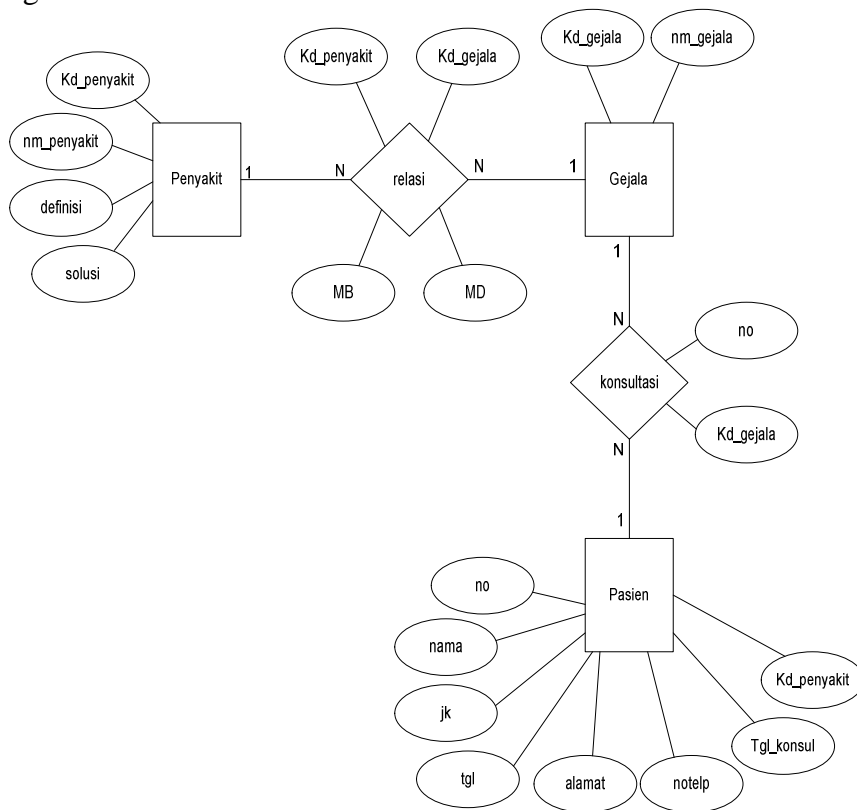 Kd_penyakit
Kd_gejala
Kd_gejala
nm_gejala
Kd_penyakit
nm_penyakit
definisi
solusi
Penyakit
1
N
relasi
N
1
Gejala
MB
MD
1
N
no
konsultasi
Kd_gejala
N
1
Pasien
no
nama
jk
tgl
alamat
notelp
Tgl_konsul
Kd_penyakit